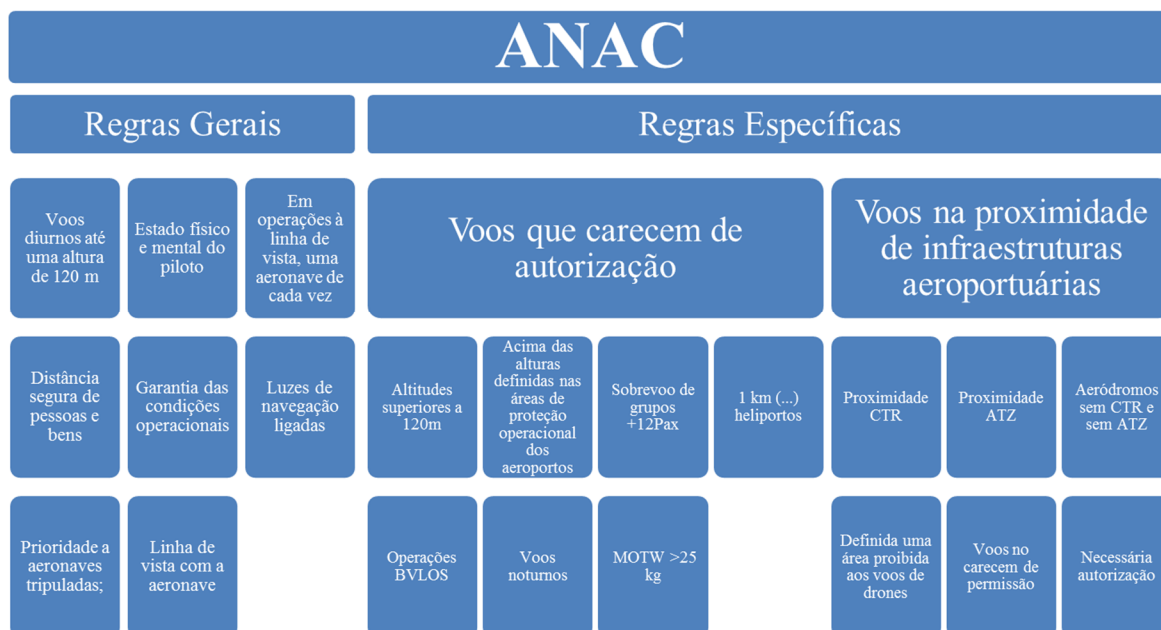 ANAC
Regras Gerais
Regras Específicas
Voos
diurnos até
uma altura
de 120 m
Estado físico
e mental do
piloto
Em
operações à
linha de
vista, uma
aeronave de
cada vez
Voos que carecem de
autorização
Voos na proximidade
de infraestruturas
aeroportuárias
Distância
segura de
pessoas e
bens
Garantia das
condições
operacionais
Luzes de
navegação
ligadas
Altitudes
superiores a
120m
Acima das
alturas
definidas nas
áreas de
proteção
operacional
dos
aeroportos
Sobrevoo de
grupos
+12Pax
1 km (...)
heliportos
Proximidade
CTR
Proximidade
ATZ
Aeródromos
sem CTR e
sem ATZ
Prioridade a
aeronaves
tripuladas;
Linha de
vista com a
aeronave
Operações
BVLOS
Voos
noturnos
MOTW >25
kg
Definida uma
área proibida
aos voos de
drones
Voos no
carecem de
permissão
Necessária
autorização